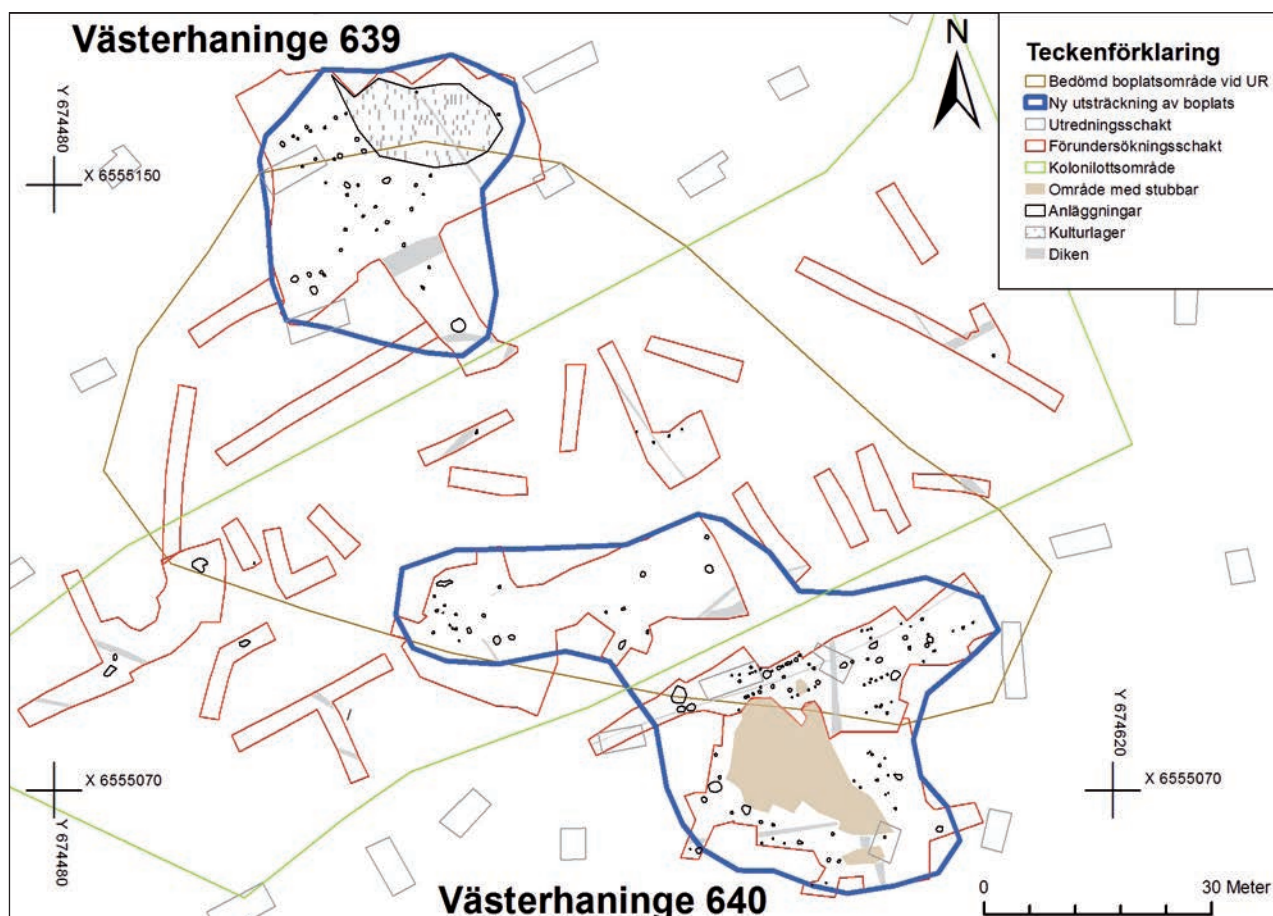 Västerhaninge 639
N
Teckenförklaring
Bedömd boplatsområde vid UR
Ny utsträckning av boplats
Utredningsschakt
Förundersökningsschakt
Kolonilottsområde
Område med stubbar
Anläggningar
Kulturlager
Diken
Y 674480
X 6555150
Y 674620
X 6555070
X 6555070
Y 674480
Västerhaninge 640
0
30 Meter